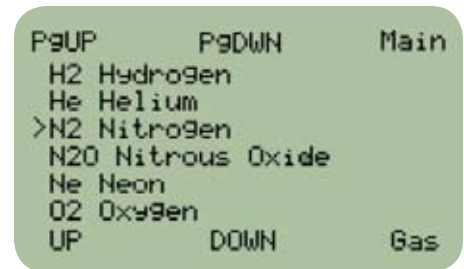 PgUP PgDWN Main
H2 Hydrogen
He Helium
>N2 Nitrogen
N2O Nitrous Oxide
Ne Neon
O2 Oxygen
UP DOWN Gas